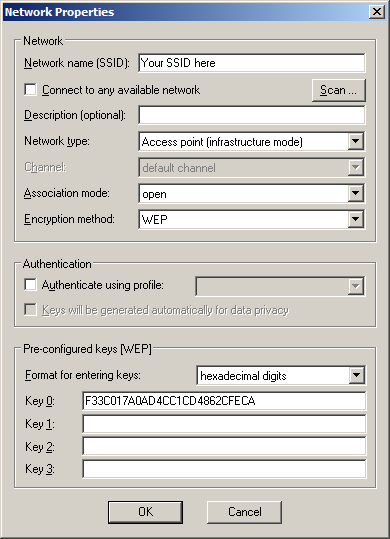 Network Properties
Network
Network name (SSID): Your SSID here
Connect to any available network Scan ...
Description (optional):
Network type: Access point (infrastructure mode)
Channel: default channel
Association mode: open
Encryption method: WEP
Authentication
Authenticate using profile:
Keys will be generated automatically for data privacy
Pre-configured keys [WEP]
Format for entering keys: hexadecimal digits
Key 0: F33C017A0AD4CC1CD4862CFECA
Key 1:
Key 2:
Key 3:
OK Cancel